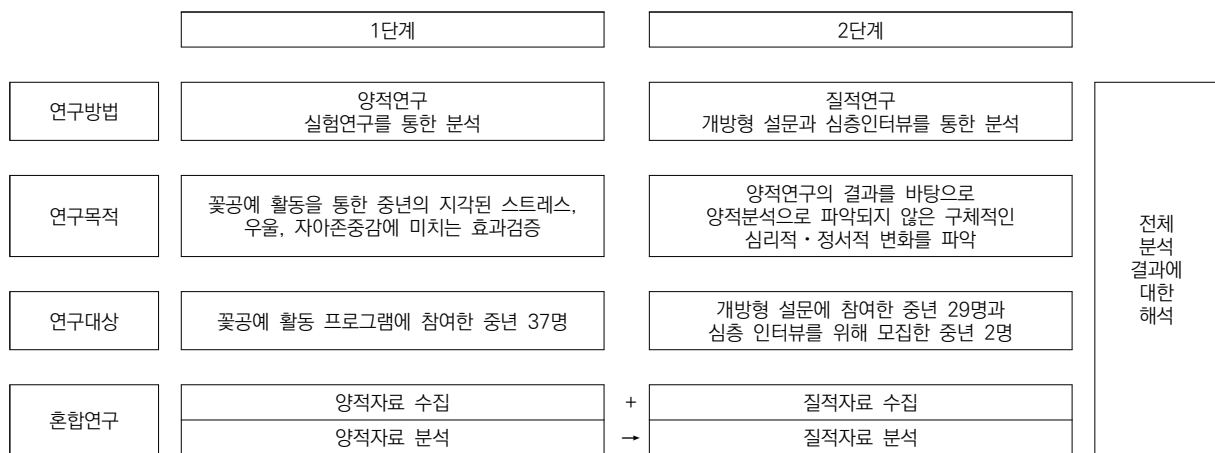 1단계
2단계
연구방법
양적연구
실험연구를 통한 분석
질적연구
개방형 설문과 심층인터뷰를 통한 분석
연구목적
꽃공예 활동을 통한 중년의 지각된 스트레스,
우울, 자아존중감에 미치는 효과검증
양적연구의 결과를 바탕으로
양적분석으로 파악되지 않은 구체적인
심리적・정서적 변화를 파악
연구대상
꽃공예 활동 프로그램에 참여한 중년 37명
개방형 설문에 참여한 중년 29명과
심층 인터뷰를 위해 모집한 중년 2명
혼합연구
양적자료 수집
+
질적자료 수집
양적자료 분석
→
질적자료 분석
전체
분석
결과에
대한
해석